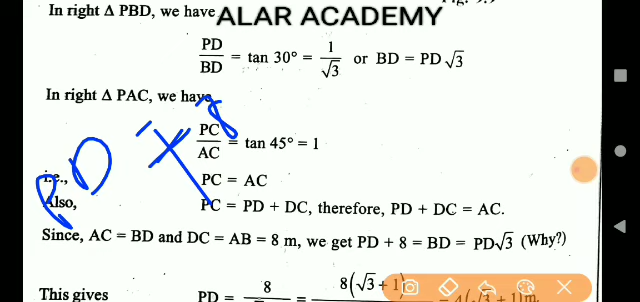 In right Δ PBD, we have ALAR ACADEMY
PD/BD = tan 30° = 1/√3 or BD = PD√3
In right Δ PAC, we have
PC/AC = tan 45° = 1
i.e., PC = AC
Also, PC = PD + DC, therefore, PD + DC = AC.
Since, AC = BD and DC = AB = 8 m, we get PD + 8 = BD = PD√3 (Why?)
This gives PD = 8 = 8(√3 + 1)